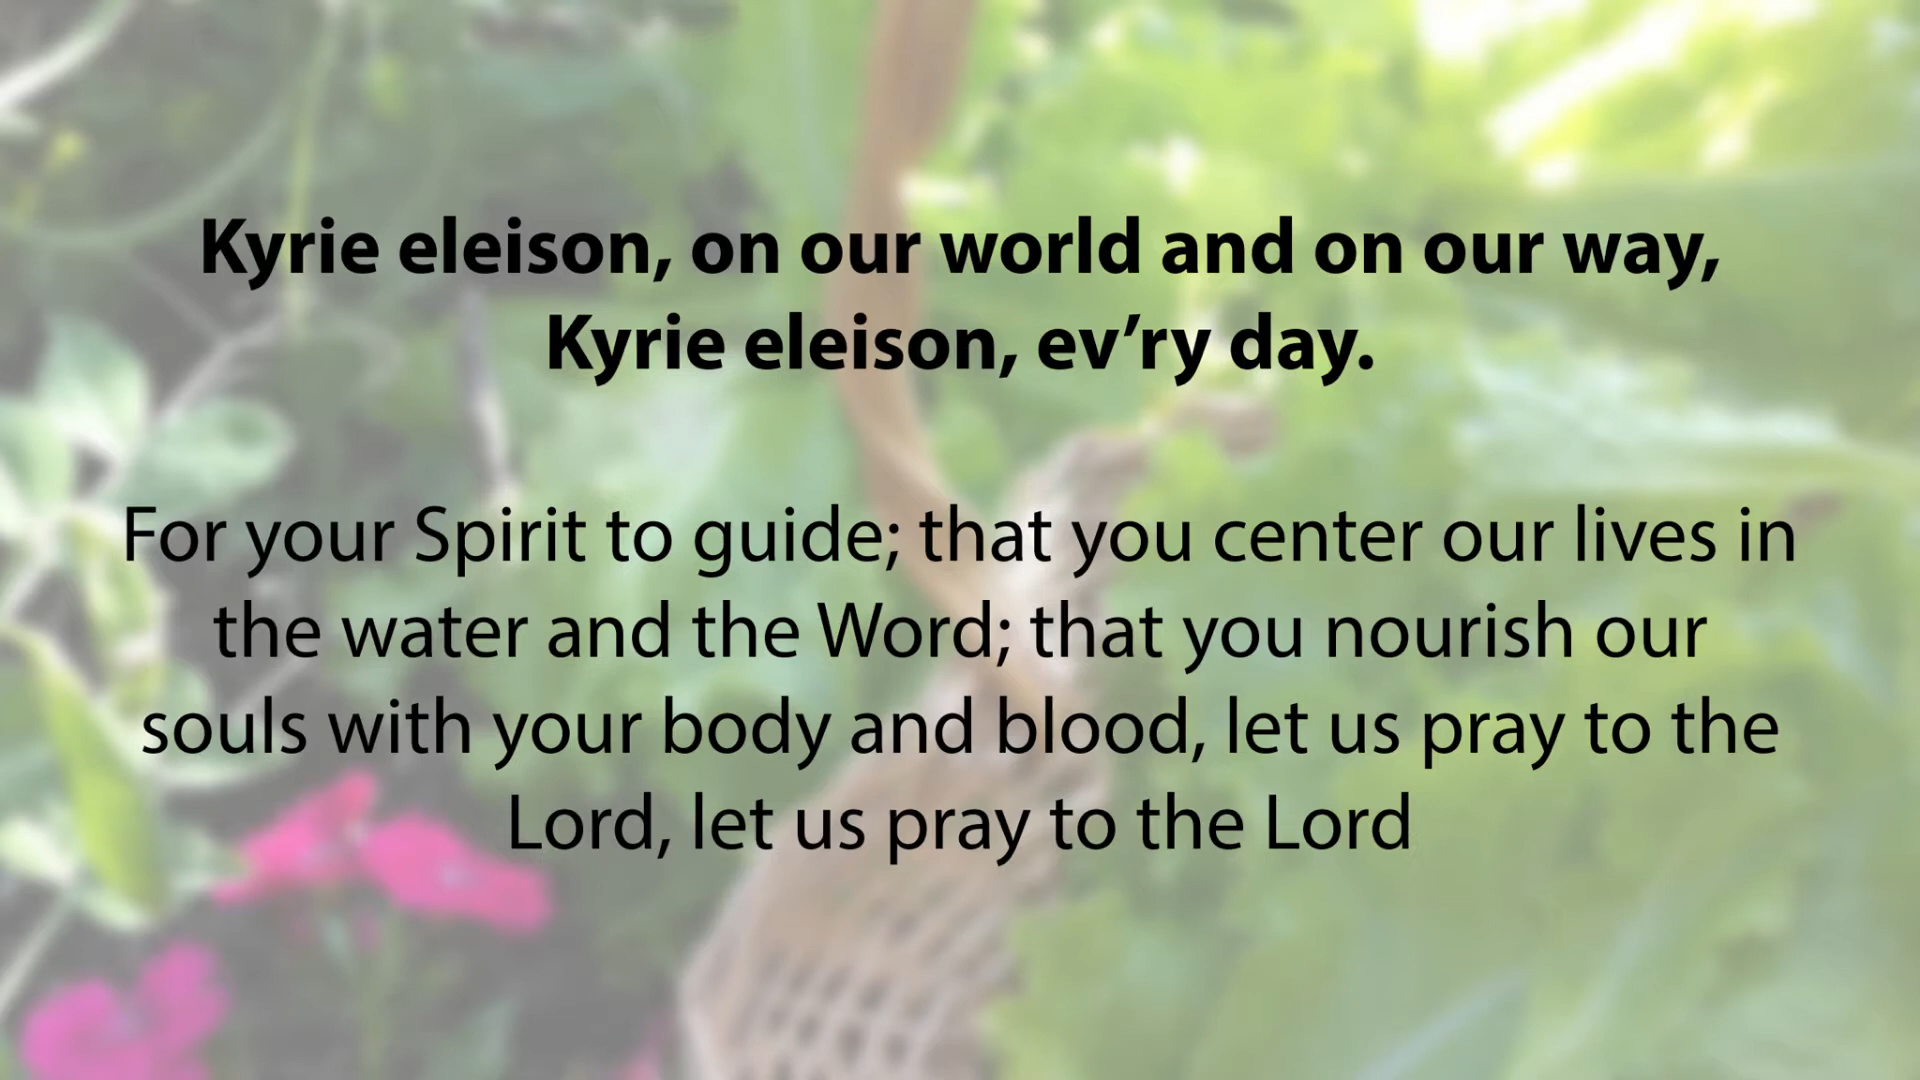 Kyrie eleison, on our world and on our way,
Kyrie eleison, ev’ry day.
For your Spirit to guide; that you center our lives in
the water and the Word; that you nourish our
souls with your body and blood, let us pray to the
Lord, let us pray to the Lord